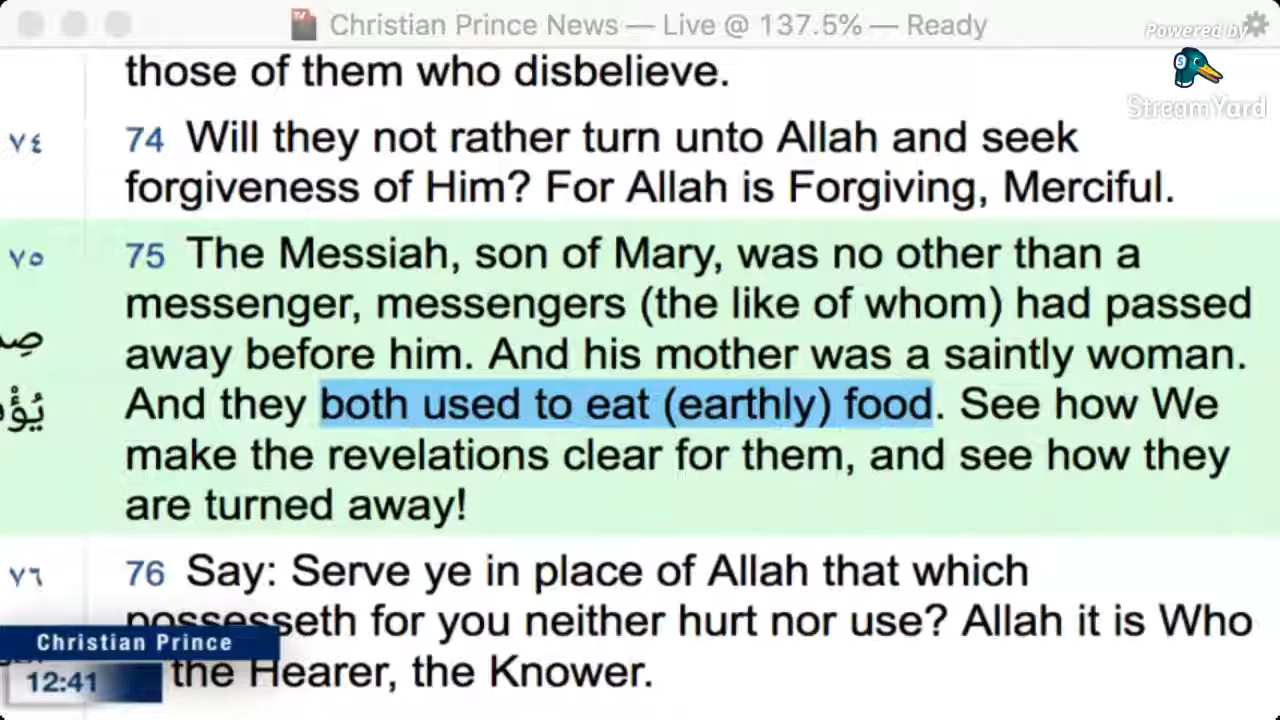 Christian Prince News — Live @ 137.5% — Ready
Powered by
StreamYard
those of them who disbelieve.
٧٤
74 Will they not rather turn unto Allah and seek
forgiveness of Him? For Allah is Forgiving, Merciful.
٧٥
75 The Messiah, son of Mary, was no other than a
messenger, messengers (the like of whom) had passed
away before him. And his mother was a saintly woman.
And they both used to eat (earthly) food. See how We
make the revelations clear for them, and see how they
are turned away!
٧٦
76 Say: Serve ye in place of Allah that which
possesseth for you neither hurt nor use? Allah it is Who
the Hearer, the Knower.
Christian Prince
12:41